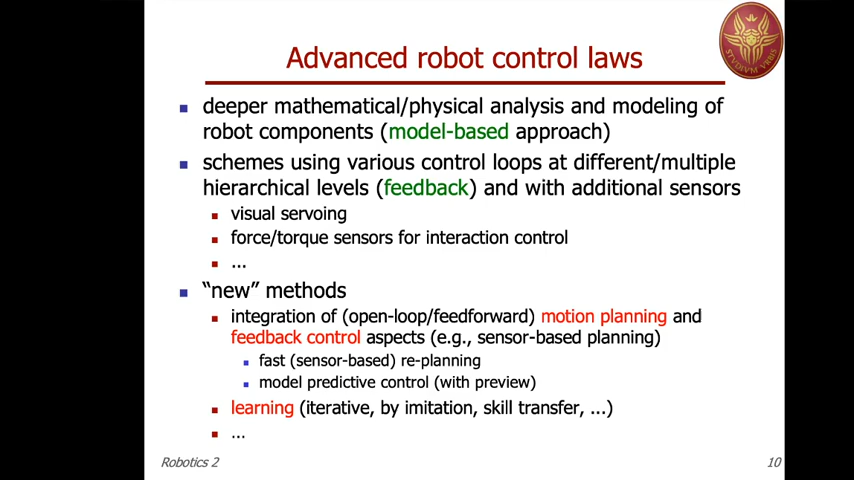 Advanced robot control laws
STVDIVM VRBIS
deeper mathematical/physical analysis and modeling of
robot components (model-based approach)
schemes using various control loops at different/multiple
hierarchical levels (feedback) and with additional sensors
visual servoing
force/torque sensors for interaction control
...
“new” methods
integration of (open-loop/feedforward) motion planning and
feedback control aspects (e.g., sensor-based planning)
fast (sensor-based) re-planning
model predictive control (with preview)
learning (iterative, by imitation, skill transfer, ...)
...
Robotics 2
10